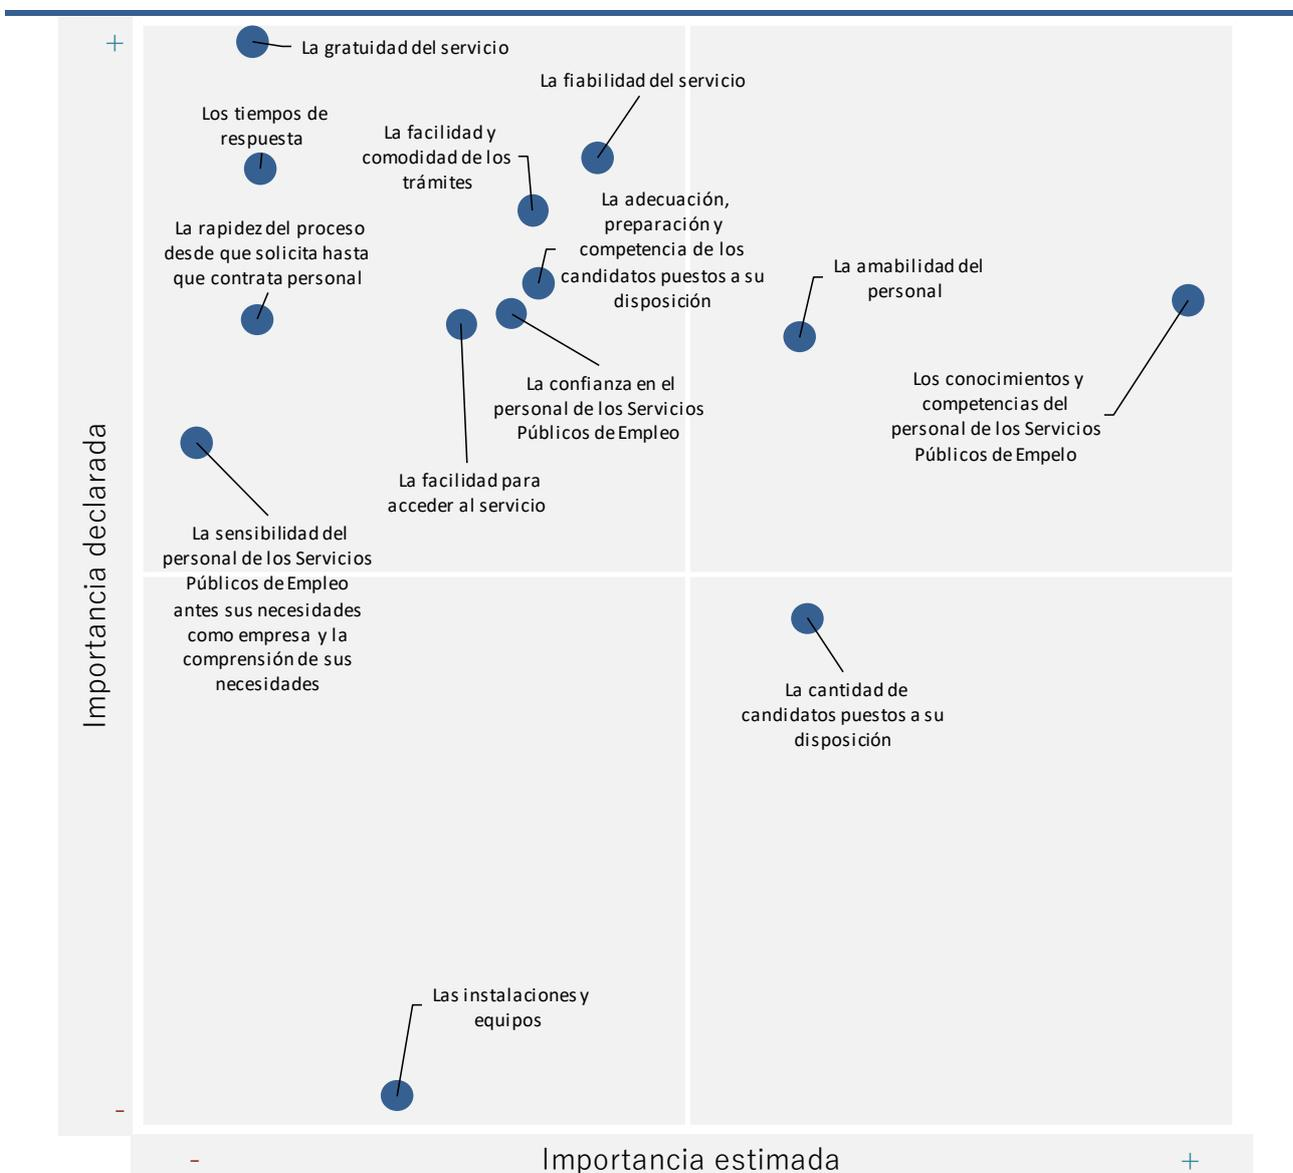 +
La gratuidad del servicio
La fiabilidad del servicio
Los tiempos de
respuesta
La facilidad y
comodidad de los
trámites
La adecuación,
preparación y
competencia de los
candidatos puestos a su
disposición
La rapidez del proceso
desde que solicita hasta
que contrata personal
La amabilidad del
personal
La confianza en el
personal de los Servicios
Públicos de Empleo
Los conocimientos y
competencias del
personal de los Servicios
Públicos de Empelo
La facilidad para
acceder al servicio
La sensibilidad del
personal de los Servicios
Públicos de Empleo
antes sus necesidades
como empresa y la
comprensión de sus
necesidades
Importancia declarada
La cantidad de
candidatos puestos a su
disposición
Las instalaciones y
equipos
-
- Importancia estimada +